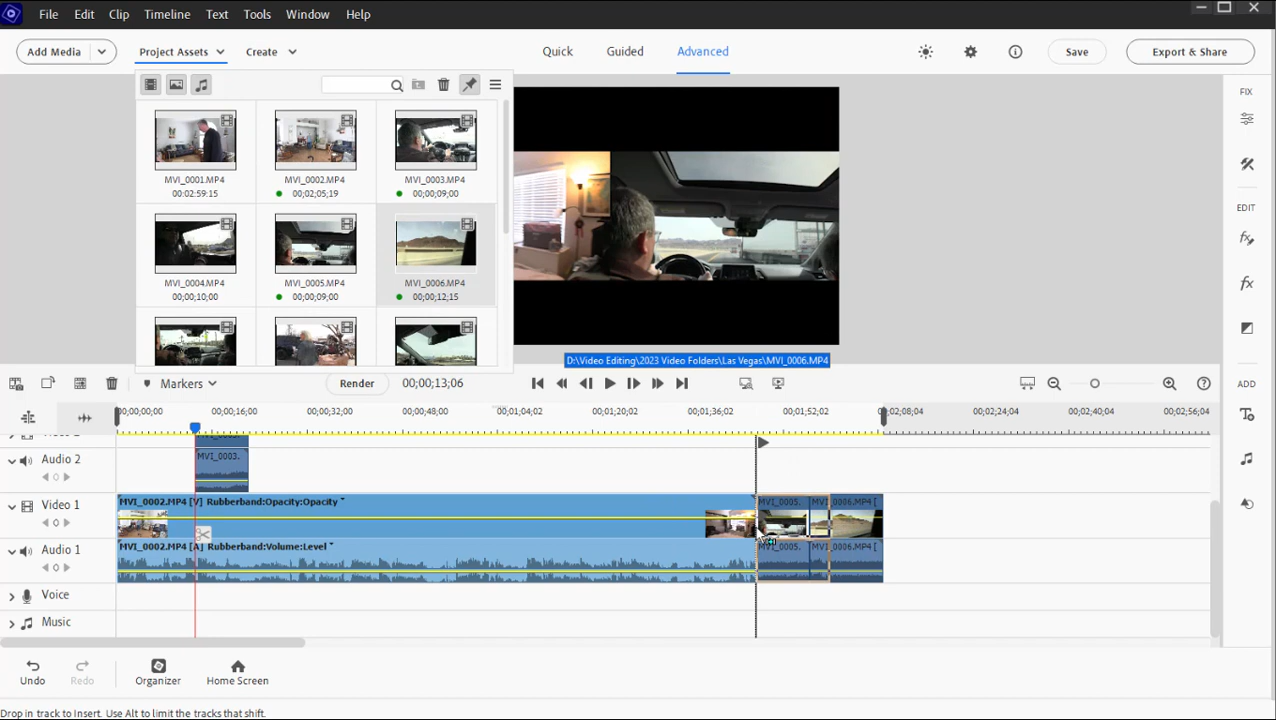 File Edit Clip Timeline Text Tools Window Help
Add Media Project Assets Create Quick Guided Advanced Save Export & Share
FIX
MVI_0001.MP4 MVI_0002.MP4 MVI_0003.MP4
00:02:59:15 00;02;05;19 00;00;09;00
EDIT
MVI_0004.MP4 MVI_0005.MP4 MVI_0006.MP4
00;00;10;00 00;00;09;00 00;00;12;15
D:\Video Editing\2023 Video Folders\Las Vegas\MVI_0006.MP4
Markers Render 00;00;13;06 ADD
00;00;00;00 00;00;16;00 00;00;32;00 00;00;48;00 00;01;04;02 00;01;20;02 00;01;36;02 00;01;52;02 0;02;08;04 00;02;24;04 00;02;40;04 00;02;56;04
Audio 2 MVI_0003.
Video 1 MVI_0002.MP4 [V] Rubberband:Opacity:Opacity MVI_0005. MVI_0006.MP4 [
Audio 1 MVI_0002.MP4 [A] Rubberband:Volume:Level MVI_0005. MVI_0006.MP4 [
Voice
Music
Undo Redo Organizer Home Screen
Drop in track to Insert. Use Alt to limit the tracks that shift.